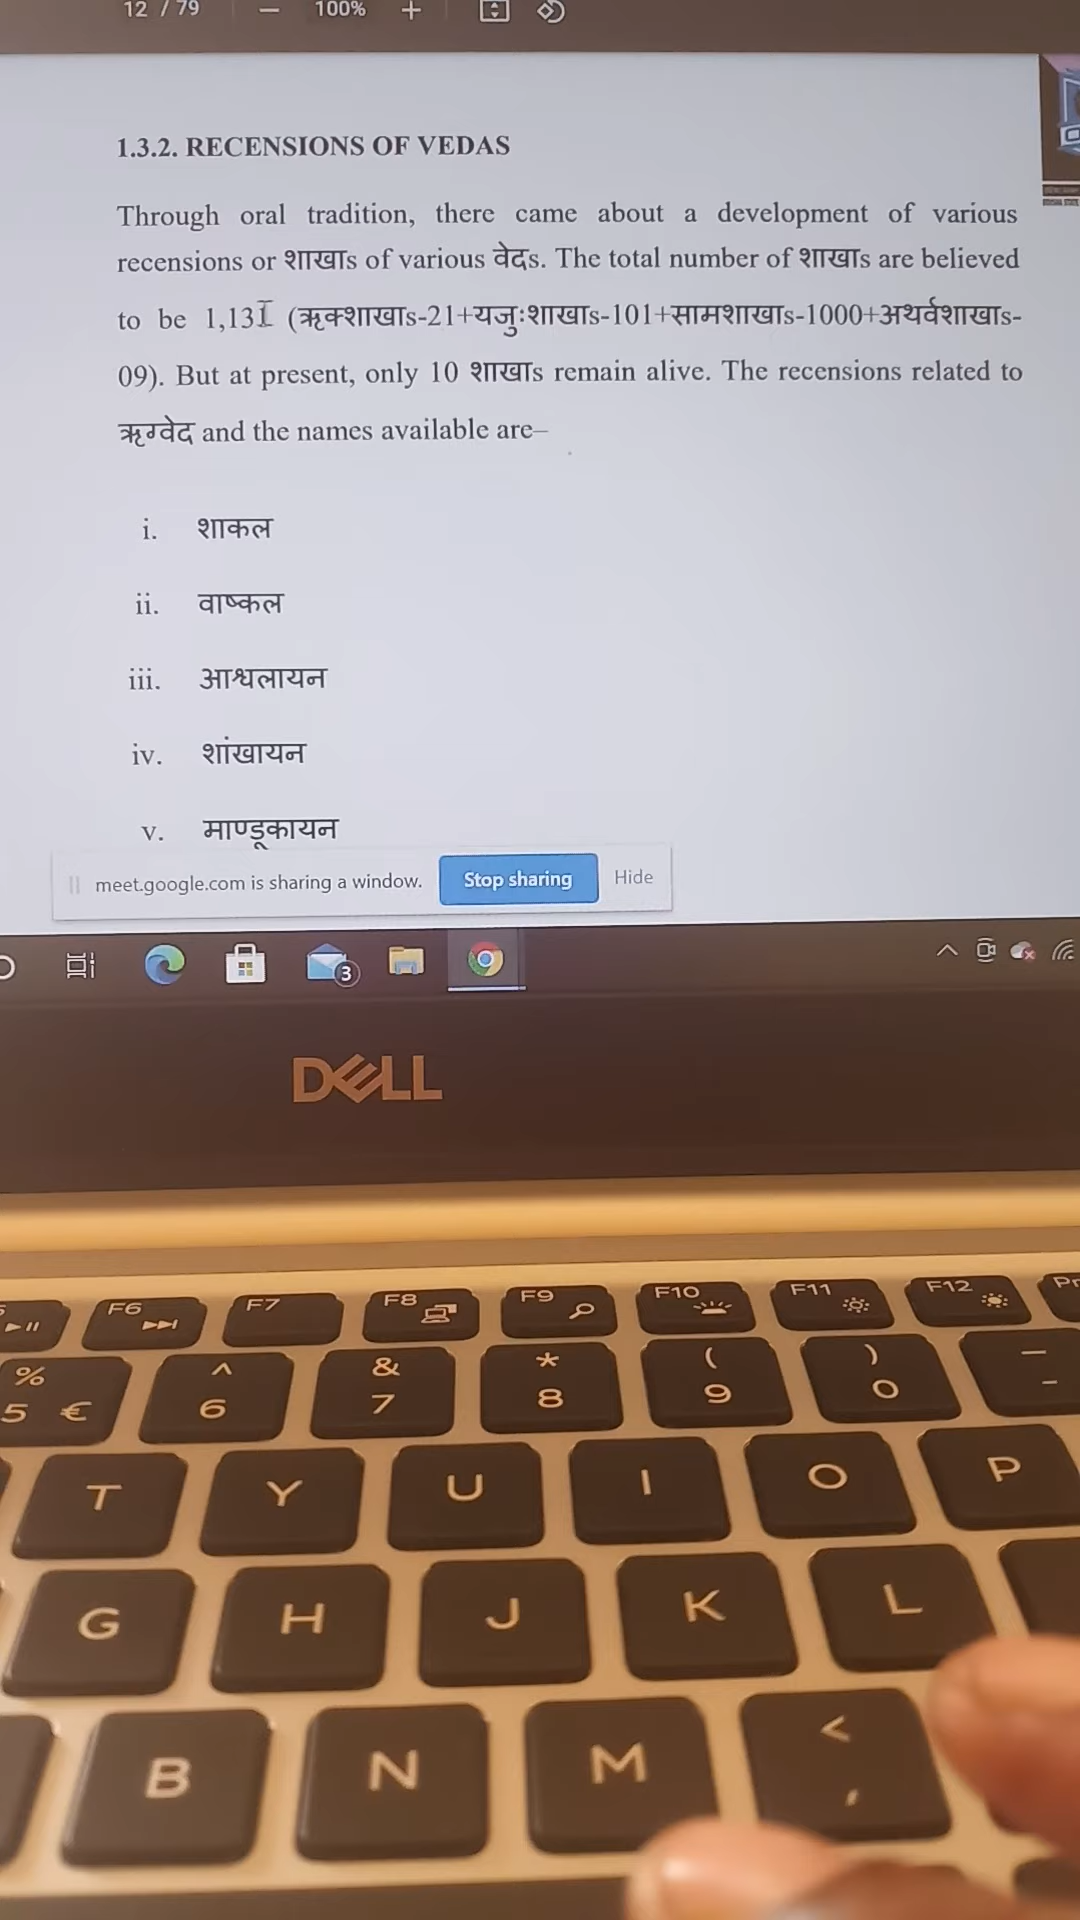 12 / 79 — 100% +
1.3.2. RECENSIONS OF VEDAS
Through oral tradition, there came about a development of various
recensions or शाखाs of various वेदs. The total number of शाखाs are believed
to be 1,131 (ऋक्शाखाs-21+यजुःशाखाs-101+सामशाखाs-1000+अथर्वशाखाs-
09). But at present, only 10 शाखाs remain alive. The recensions related to
ऋग्वेद and the names available are–
i. शाकल
ii. वाष्कल
iii. आश्वलायन
iv. शांखायन
v. माण्डूकायन
meet.google.com is sharing a window. Stop sharing Hide
3
DELL
F6 F7 F8 F9 F10 F11 F12
% ^ & * ( ) —
5 € 6 7 8 9 0 -
T Y U I O P
G H J K L
B N M < ,